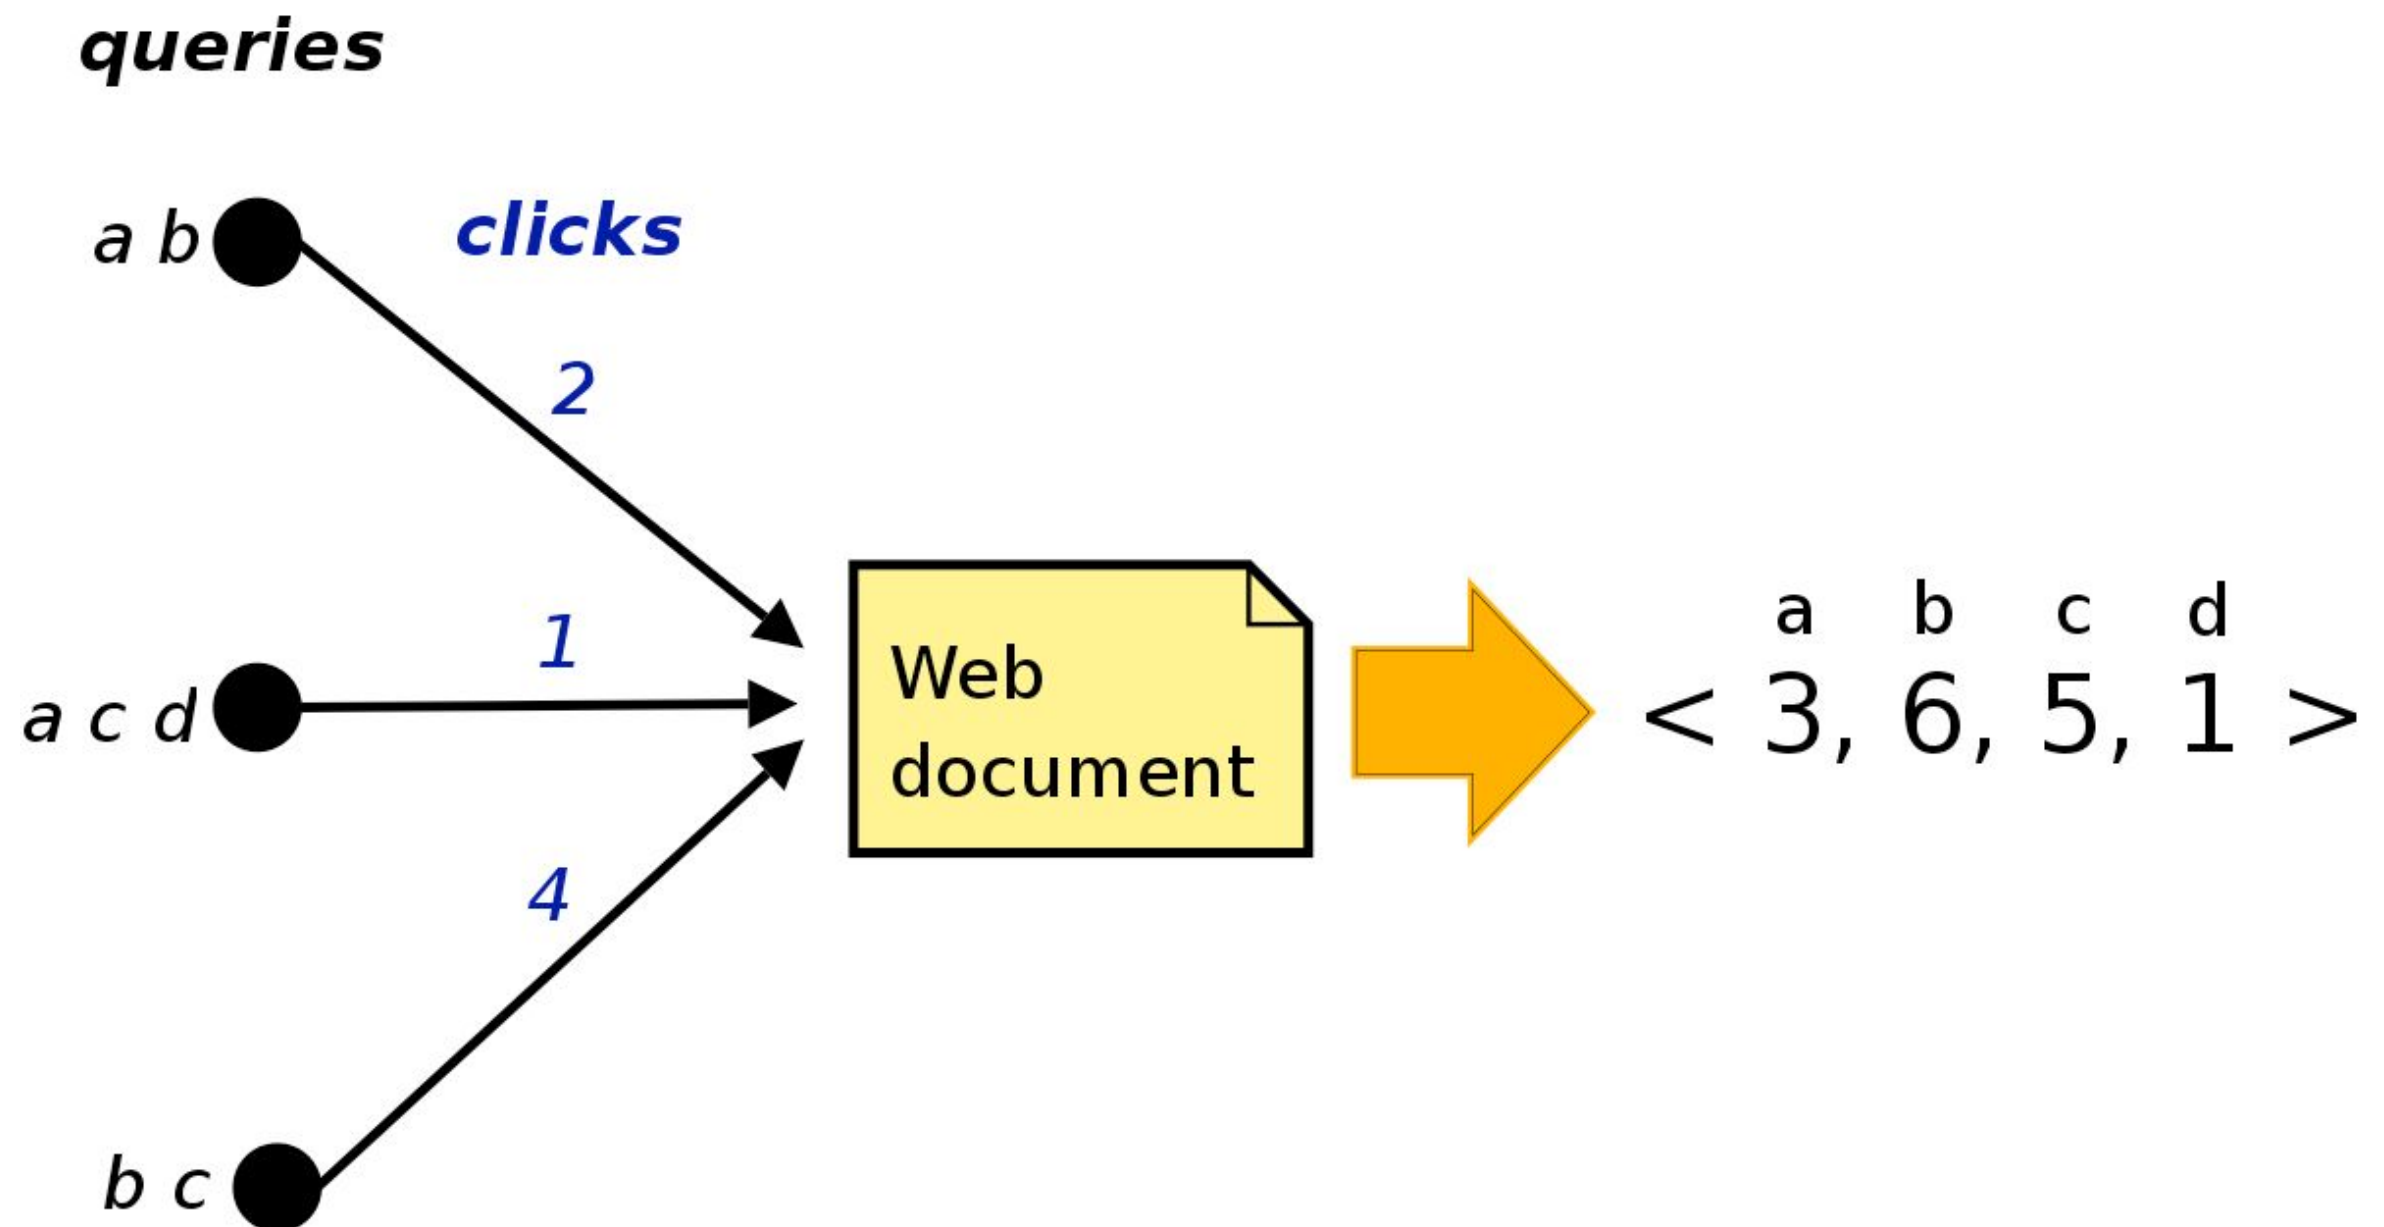 queries
a b
clicks
2
a c d
1
b c
4
Web
document
a b c d
< 3, 6, 5, 1 >